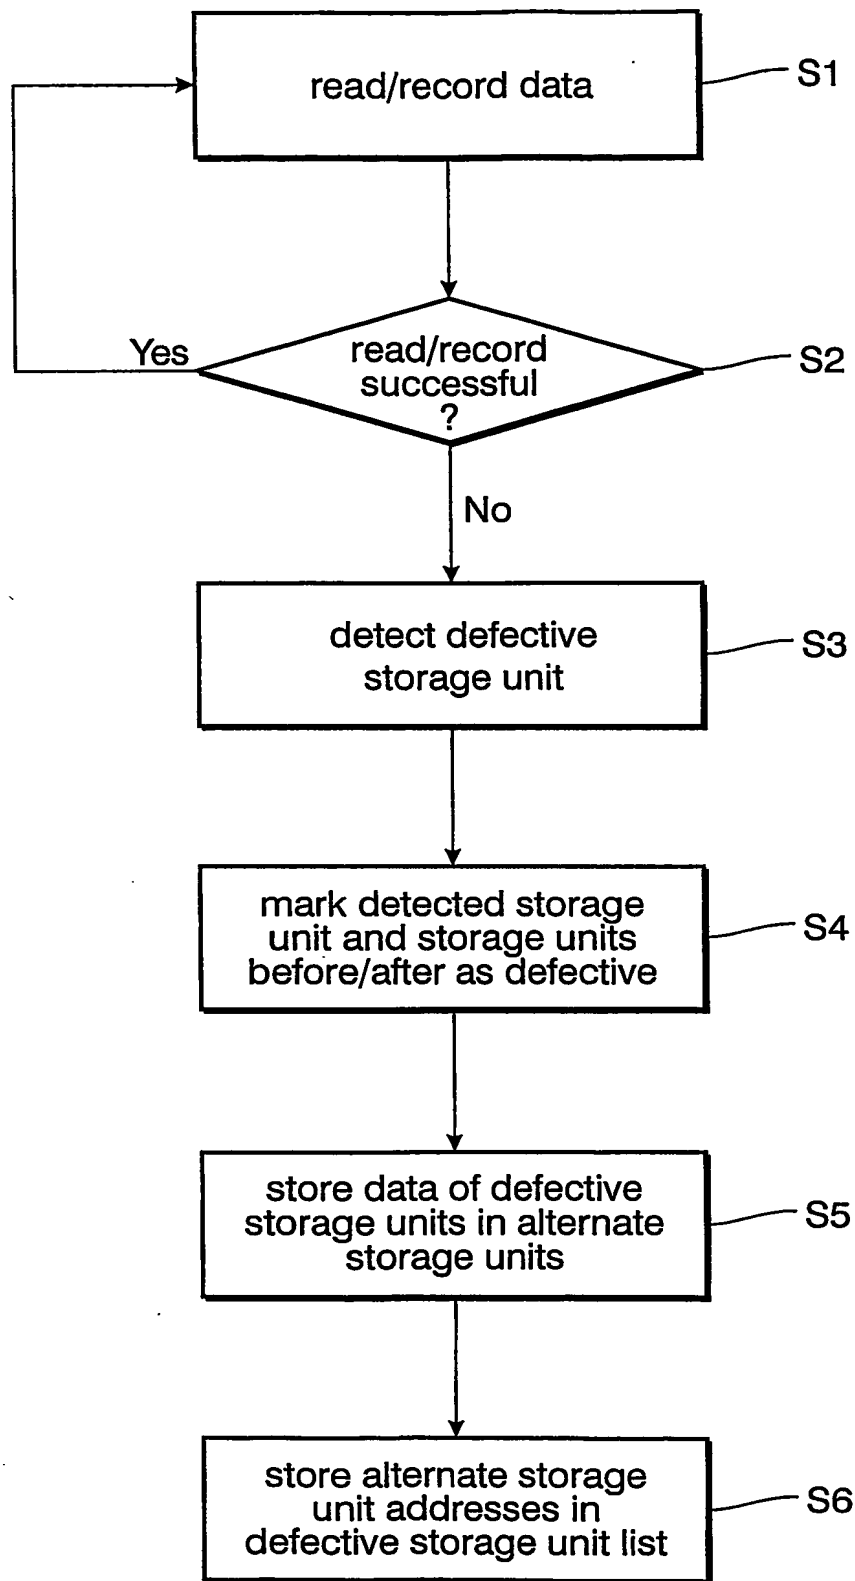 read/record data
S1
read/record
successful
?
S2
Yes
No
detect defective
storage unit
S3
mark detected storage
unit and storage units
before/after as defective
S4
store data of defective
storage units in alternate
storage units
S5
store alternate storage
unit addresses in
defective storage unit list
S6